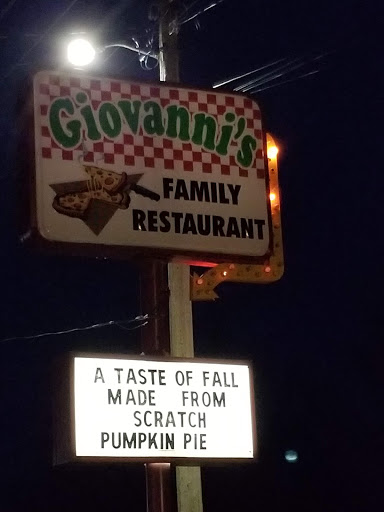 Giovanni's
FAMILY
RESTAURANT
A TASTE OF FALL
MADE FROM
SCRATCH
PUMPKIN PIE